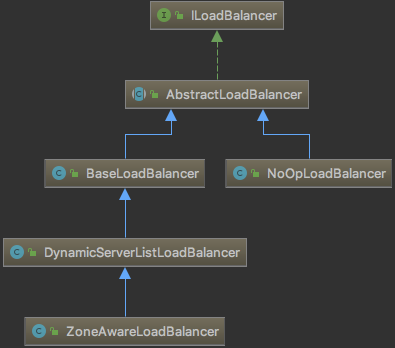 ILoadBalancer
AbstractLoadBalancer
BaseLoadBalancer
NoOpLoadBalancer
DynamicServerListLoadBalancer
ZoneAwareLoadBalancer